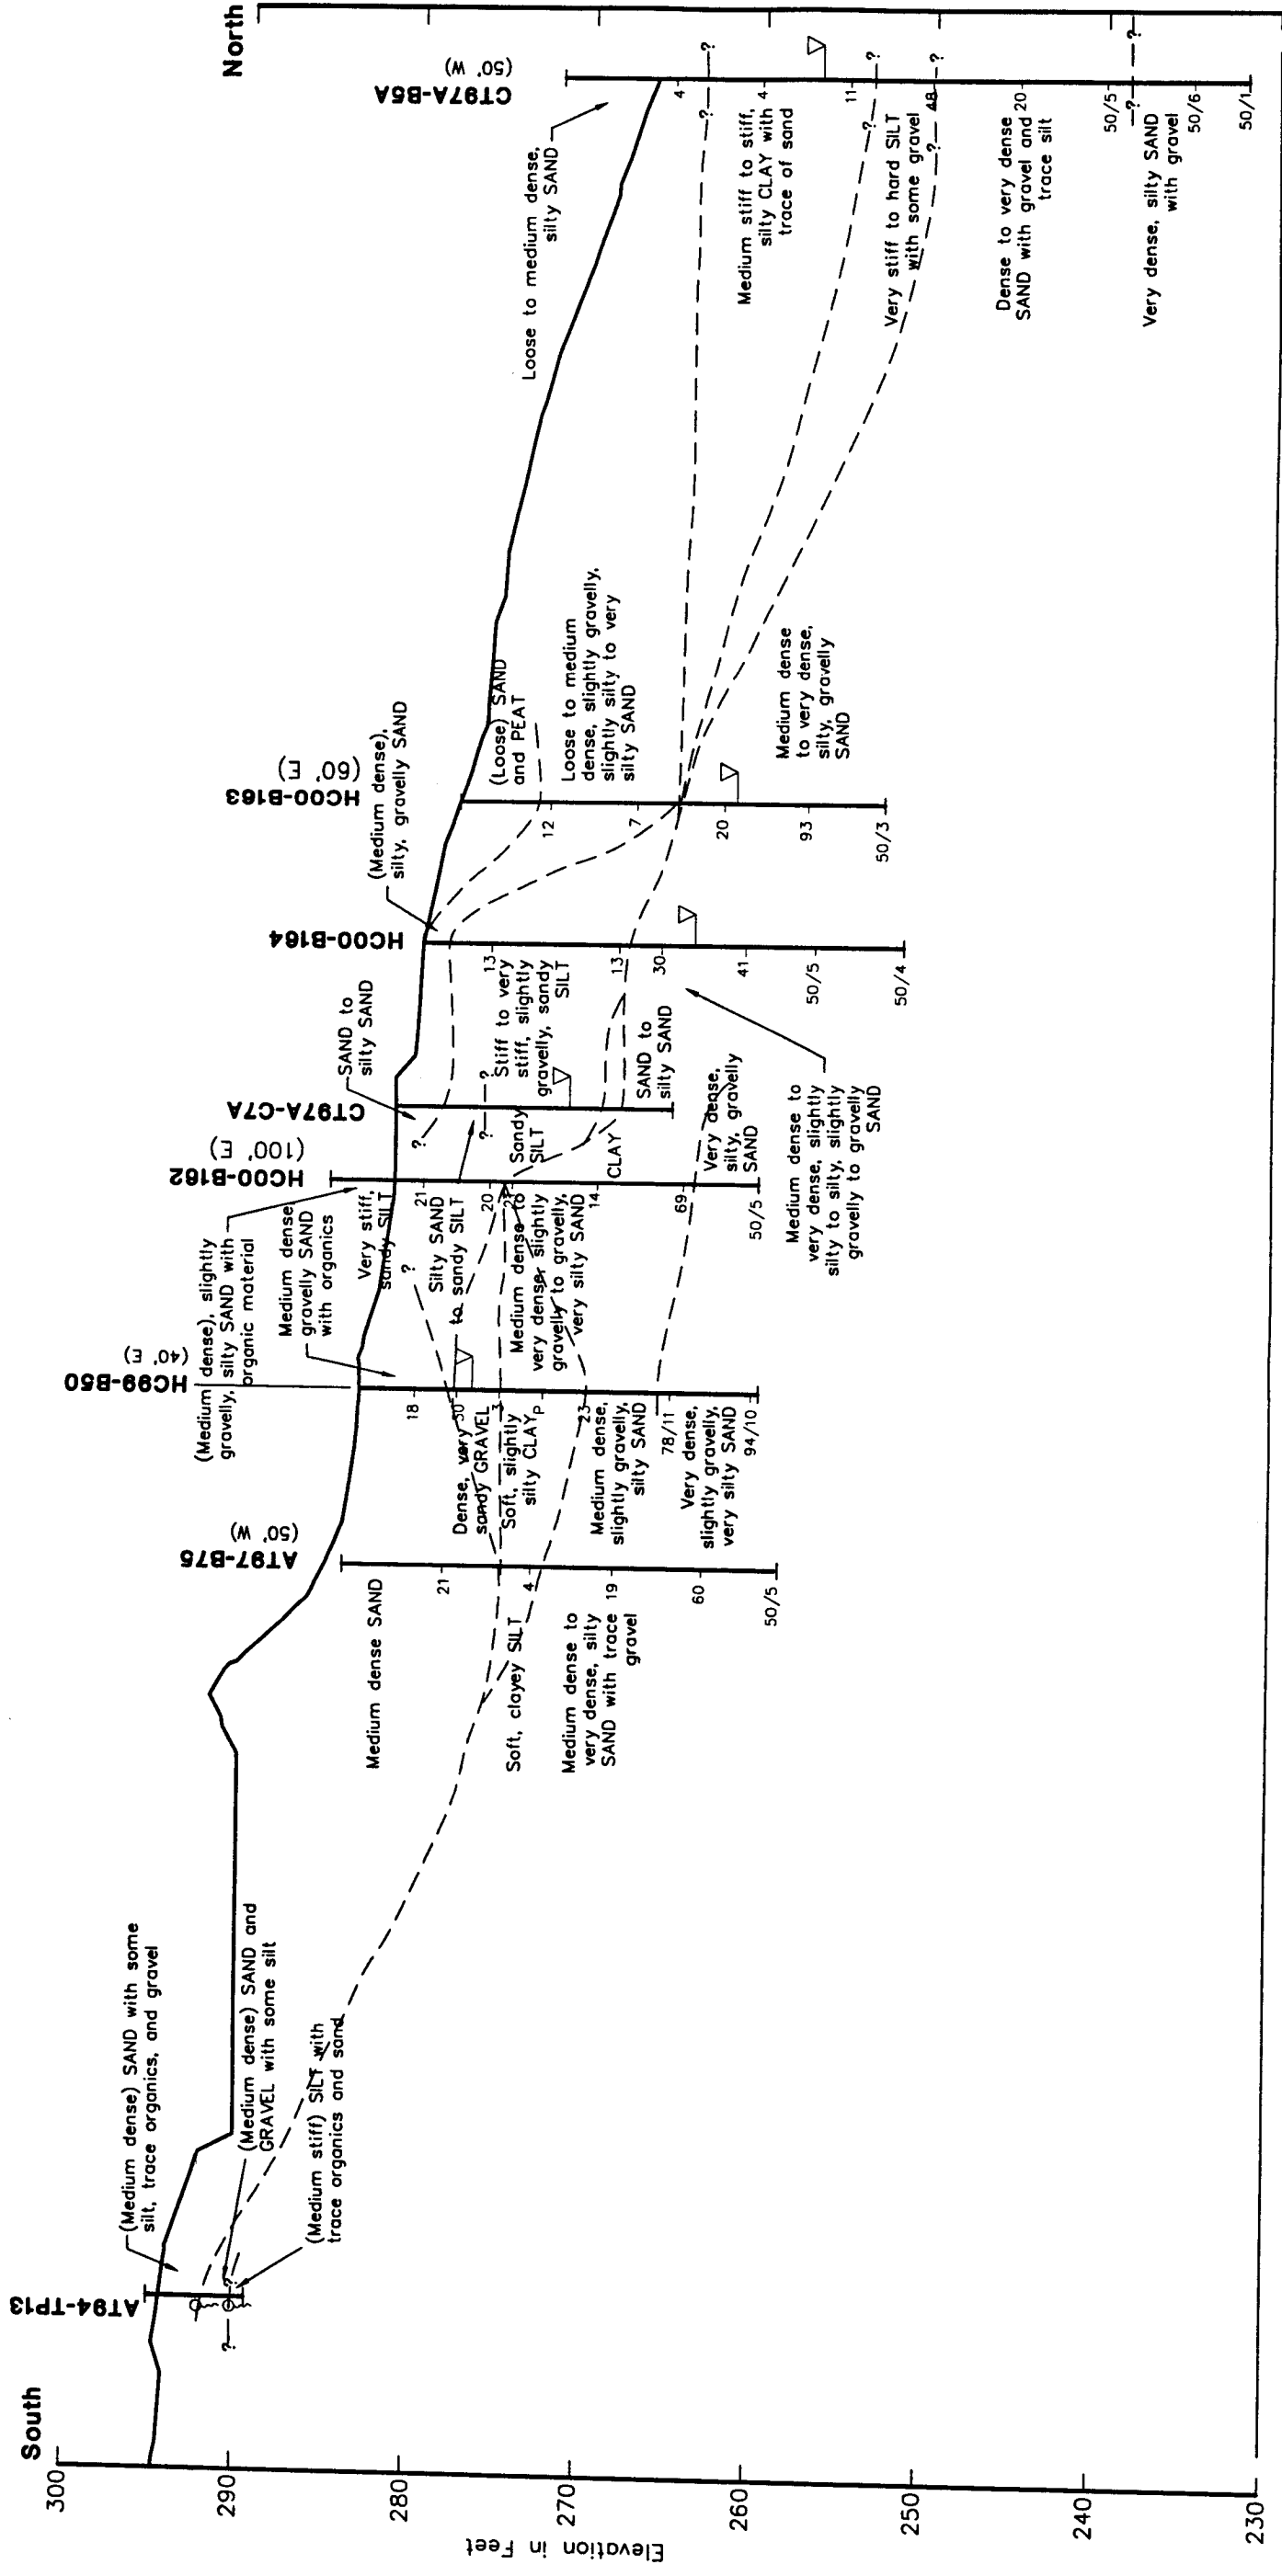 South
North
Elevation in Feet
300
290
280
270
260
250
240
230
AT94-TP13
(Medium dense) SAND with some
silt, trace organics, and gravel
(Medium dense) SAND and
GRAVEL with some silt
(Medium stiff) SILT with
trace organics and sand
?
?
AT97-B75
(50' W)
Medium dense SAND
Soft, clayey SILT
Medium dense to
very dense, silty
SAND with trace
gravel
21
4
19
60
50/5
HC99-B50
(40' E)
(Medium dense), slightly
gravelly, silty SAND with
organic material
Medium dense
gravelly SAND
with organics
Dense, very
sandy GRAVEL
Soft, slightly
silty CLAY
Medium dense,
slightly gravelly,
silty SAND
Very dense,
slightly gravelly,
very silty SAND
18
30
3
P
23
78/11
94/10
?
HC00-B162
(100' E)
Very stiff,
sandy SILT
Silty SAND
to sandy SILT
Medium dense to
very dense, slightly
gravelly to gravelly,
very silty SAND
21
20
14
69
50/5
CT97A-C7A
SAND to
silty SAND
?
?
?
Sandy
SILT
CLAY
Very dense,
silty, gravelly
SAND
SAND to
silty SAND
Stiff to very
stiff, slightly
gravelly, sandy
SILT
Medium dense to
very dense, slightly
silty to silty, slightly
gravelly to gravelly
SAND
HC00-B164
13
13
30
41
50/5
50/4
(Medium dense),
silty, gravelly SAND
HC00-B163
(60' E)
(Loose) SAND
and PEAT
Loose to medium
dense, slightly gravelly,
slightly silty to very
silty SAND
Medium dense
to very dense,
silty, gravelly
SAND
12
7
20
93
50/3
CT97A-B5A
(50' W)
Loose to medium dense,
silty SAND
Medium stiff to stiff,
silty CLAY with
trace of sand
Very stiff to hard SILT
with some gravel
Dense to very dense
SAND with gravel and
trace silt
Very dense, silty SAND
with gravel
4
4
11
48
20
50/5
50/6
50/1
?
?
?
?
?
?
?
?